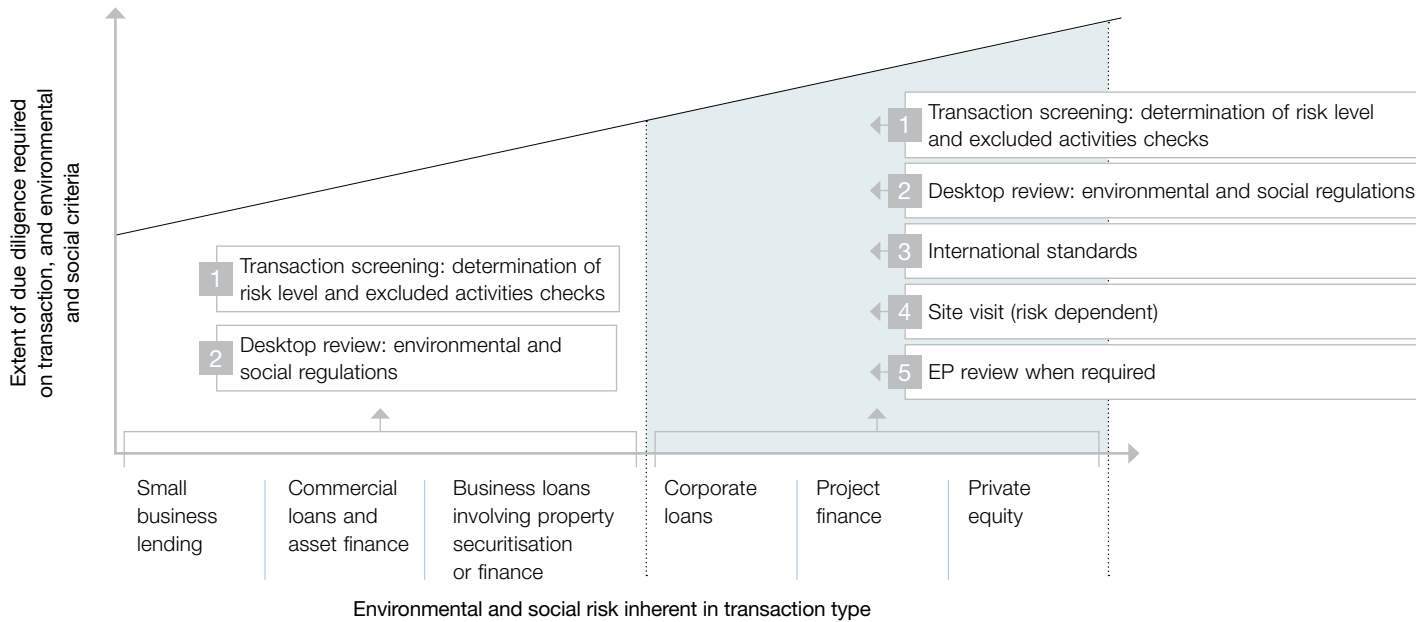 Extent of due diligence required
on transaction, and environmental
and social criteria
1
Transaction screening: determination of
risk level and excluded activities checks
2
Desktop review: environmental and
social regulations
1
Transaction screening: determination of risk level
and excluded activities checks
2
Desktop review: environmental and social regulations
3
International standards
4
Site visit (risk dependent)
5
EP review when required
Small
business
lending
Commercial
loans and
asset finance
Business loans
involving property
securitisation
or finance
Corporate
loans
Project
finance
Private
equity
Environmental and social risk inherent in transaction type